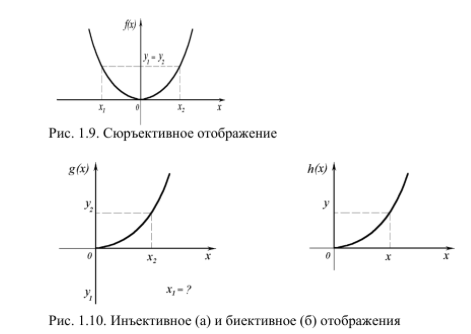 f(x)
y₁ = y₂
x₁ 0 x₂ x
Рис. 1.9. Сюръективное отображение
g(x) h(x)
y₂ y
0 x₂ x 0 x x
y₁ x₁ = ?
Рис. 1.10. Инъективное (а) и биективное (б) отображения